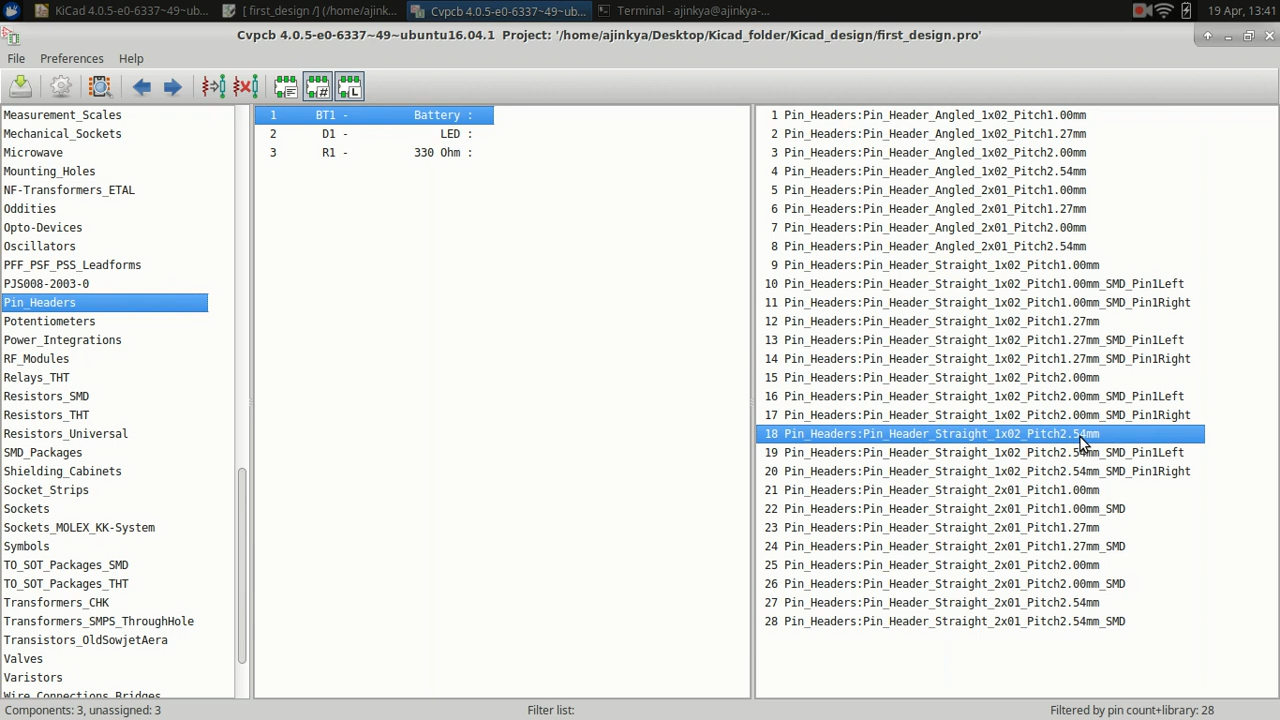 KiCad 4.0.5-e0-6337~49~ub...
[ first_design /] (/home/ajink...
Cvpcb 4.0.5-e0-6337~49~ub...
Terminal - ajinkya@ajinkya-...
19 Apr, 13:41
Cvpcb 4.0.5-e0-6337~49~ubuntu16.04.1 Project: '/home/ajinkya/Desktop/Kicad_folder/Kicad_design/first_design.pro'
File Preferences Help
Measurement_Scales
Mechanical_Sockets
Microwave
Mounting_Holes
NF-Transformers_ETAL
Oddities
Opto-Devices
Oscillators
PFF_PSF_PSS_Leadforms
PJS008-2003-0
Pin_Headers
Potentiometers
Power_Integrations
RF_Modules
Relays_THT
Resistors_SMD
Resistors_THT
Resistors_Universal
SMD_Packages
Shielding_Cabinets
Socket_Strips
Sockets
Sockets_MOLEX_KK-System
Symbols
TO_SOT_Packages_SMD
TO_SOT_Packages_THT
Transformers_CHK
Transformers_SMPS_ThroughHole
Transistors_OldSowjetAera
Valves
Varistors
Wire_Connections_Bridges
1 BT1 - Battery :
2 D1 - LED :
3 R1 - 330 Ohm :
1 Pin_Headers:Pin_Header_Angled_1x02_Pitch1.00mm
2 Pin_Headers:Pin_Header_Angled_1x02_Pitch1.27mm
3 Pin_Headers:Pin_Header_Angled_1x02_Pitch2.00mm
4 Pin_Headers:Pin_Header_Angled_1x02_Pitch2.54mm
5 Pin_Headers:Pin_Header_Angled_2x01_Pitch1.00mm
6 Pin_Headers:Pin_Header_Angled_2x01_Pitch1.27mm
7 Pin_Headers:Pin_Header_Angled_2x01_Pitch2.00mm
8 Pin_Headers:Pin_Header_Angled_2x01_Pitch2.54mm
9 Pin_Headers:Pin_Header_Straight_1x02_Pitch1.00mm
10 Pin_Headers:Pin_Header_Straight_1x02_Pitch1.00mm_SMD_Pin1Left
11 Pin_Headers:Pin_Header_Straight_1x02_Pitch1.00mm_SMD_Pin1Right
12 Pin_Headers:Pin_Header_Straight_1x02_Pitch1.27mm
13 Pin_Headers:Pin_Header_Straight_1x02_Pitch1.27mm_SMD_Pin1Left
14 Pin_Headers:Pin_Header_Straight_1x02_Pitch1.27mm_SMD_Pin1Right
15 Pin_Headers:Pin_Header_Straight_1x02_Pitch2.00mm
16 Pin_Headers:Pin_Header_Straight_1x02_Pitch2.00mm_SMD_Pin1Left
17 Pin_Headers:Pin_Header_Straight_1x02_Pitch2.00mm_SMD_Pin1Right
18 Pin_Headers:Pin_Header_Straight_1x02_Pitch2.54mm
19 Pin_Headers:Pin_Header_Straight_1x02_Pitch2.54mm_SMD_Pin1Left
20 Pin_Headers:Pin_Header_Straight_1x02_Pitch2.54mm_SMD_Pin1Right
21 Pin_Headers:Pin_Header_Straight_2x01_Pitch1.00mm
22 Pin_Headers:Pin_Header_Straight_2x01_Pitch1.00mm_SMD
23 Pin_Headers:Pin_Header_Straight_2x01_Pitch1.27mm
24 Pin_Headers:Pin_Header_Straight_2x01_Pitch1.27mm_SMD
25 Pin_Headers:Pin_Header_Straight_2x01_Pitch2.00mm
26 Pin_Headers:Pin_Header_Straight_2x01_Pitch2.00mm_SMD
27 Pin_Headers:Pin_Header_Straight_2x01_Pitch2.54mm
28 Pin_Headers:Pin_Header_Straight_2x01_Pitch2.54mm_SMD
Components: 3, unassigned: 3
Filter list:
Filtered by pin count+library: 28